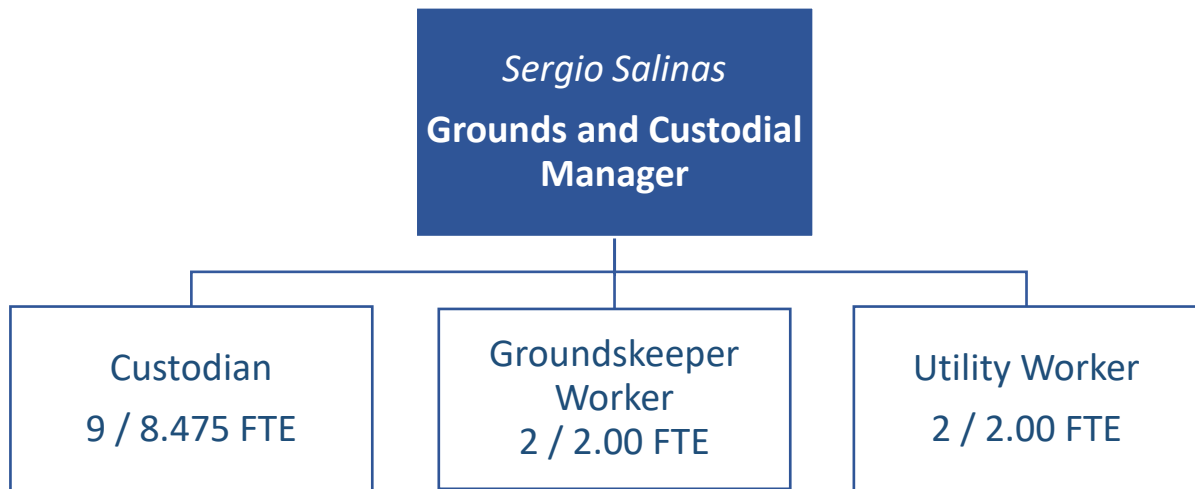 Sergio Salinas
Grounds and Custodial
Manager
Custodian
9 / 8.475 FTE
Groundskeeper
Worker
2 / 2.00 FTE
Utility Worker
2 / 2.00 FTE